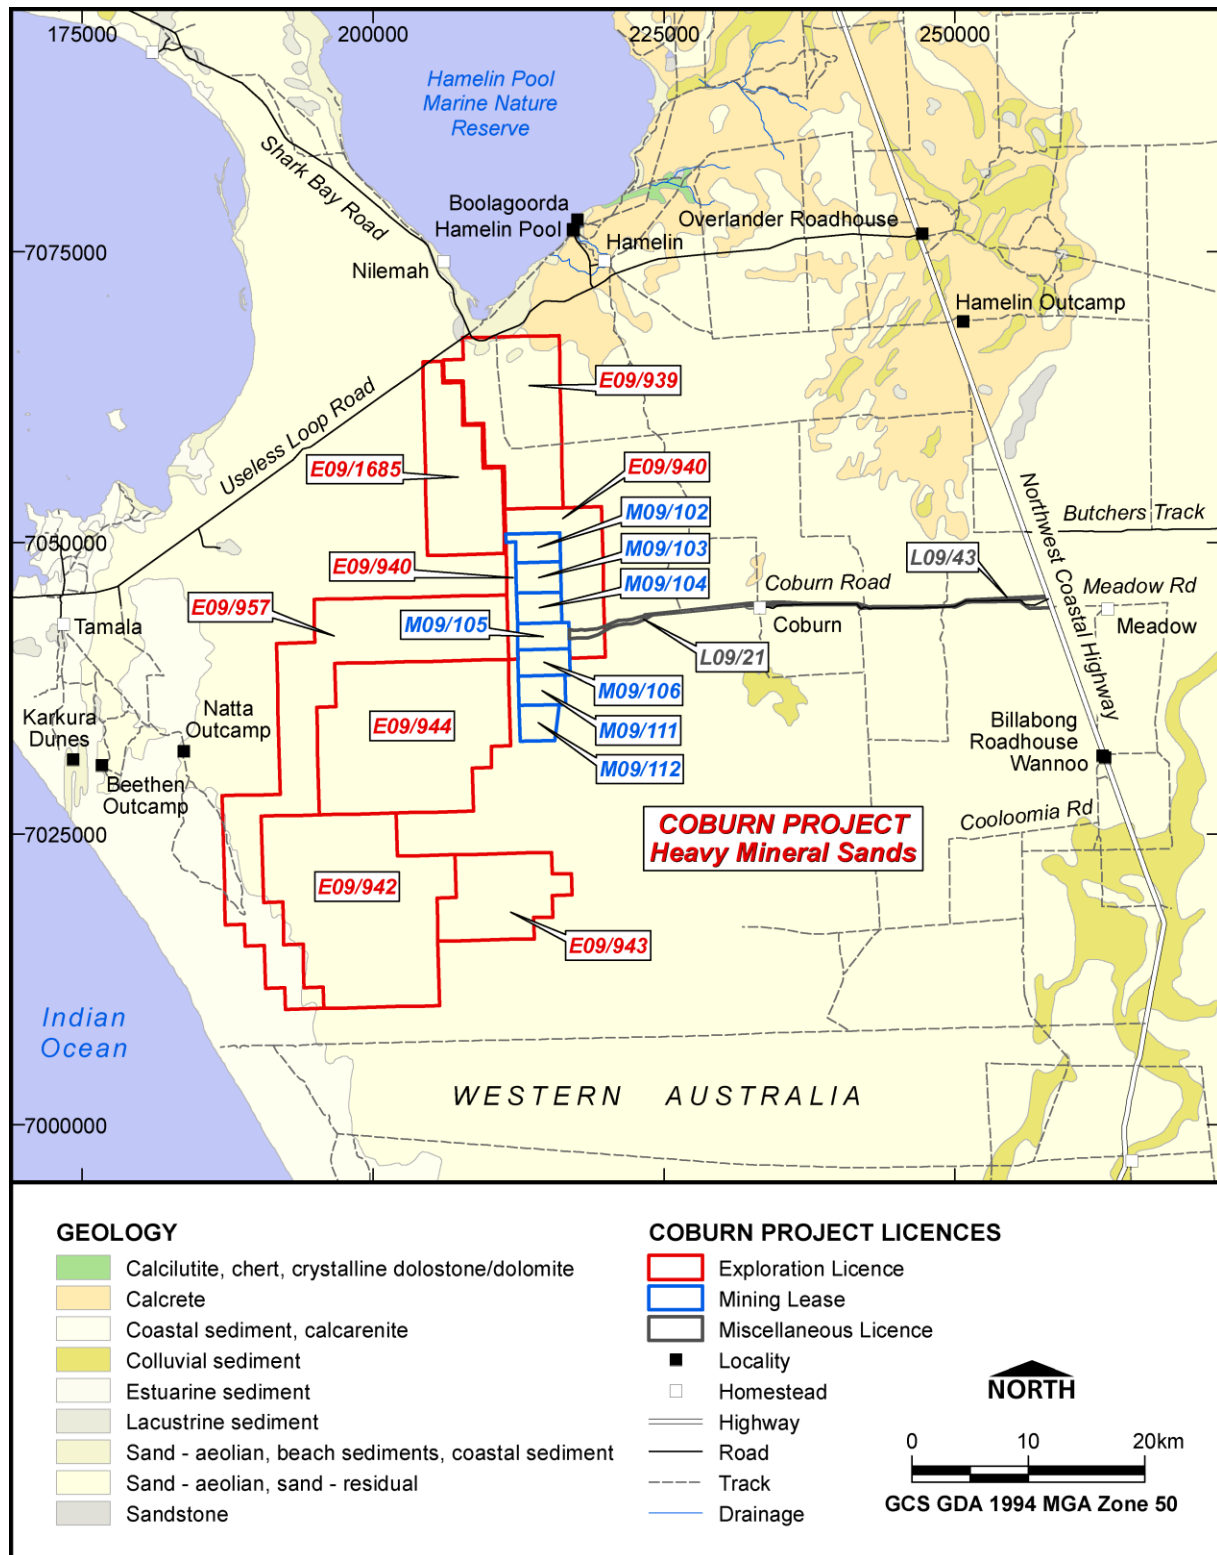 175000
200000
225000
250000
Hamelin Pool
Marine Nature
Reserve
Shark Bay Road
Boolagoorda
Hamelin Pool
Overlander Roadhouse
Hamelin
7075000
Nilemah
Hamelin Outcamp
E09/939
Useless Loop Road
E09/1685
E09/940
Northwest Coastal Highway
M09/102
Butchers Track
7050000
M09/103
L09/43
E09/940
M09/104
Coburn Road
Meadow Rd
E09/957
M09/105
Tamala
Coburn
Meadow
L09/21
M09/106
Karkura
Dunes
Natta
Outcamp
E09/944
M09/111
Billabong
Roadhouse
Wannoo
M09/112
Beethen
Outcamp
Cooloomia Rd
7025000
COBURN PROJECT
Heavy Mineral Sands
E09/942
E09/943
Indian
Ocean
WESTERN AUSTRALIA
7000000
GEOLOGY
Calcilutite, chert, crystalline dolostone/dolomite
Calcrete
Coastal sediment, calcarenite
Colluvial sediment
Estuarine sediment
Lacustrine sediment
Sand - aeolian, beach sediments, coastal sediment
Sand - aeolian, sand - residual
Sandstone
COBURN PROJECT LICENCES
Exploration Licence
Mining Lease
Miscellaneous Licence
Locality
Homestead
Highway
Road
Track
Drainage
NORTH
0 10 20km
GCS GDA 1994 MGA Zone 50